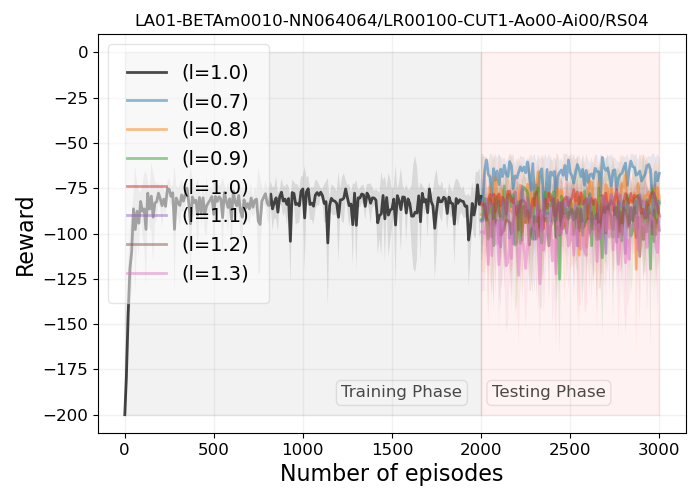 LA01-BETAm0010-NN064064/LR00100-CUT1-Ao00-Ai00/RS04
Reward
0
−25
−50
−75
−100
−125
−150
−175
−200
(l=1.0)
(l=0.7)
(l=0.8)
(l=0.9)
(l=1.0)
(l=1.1)
(l=1.2)
(l=1.3)
Training Phase
Testing Phase
0
500
1000
1500
2000
2500
3000
Number of episodes